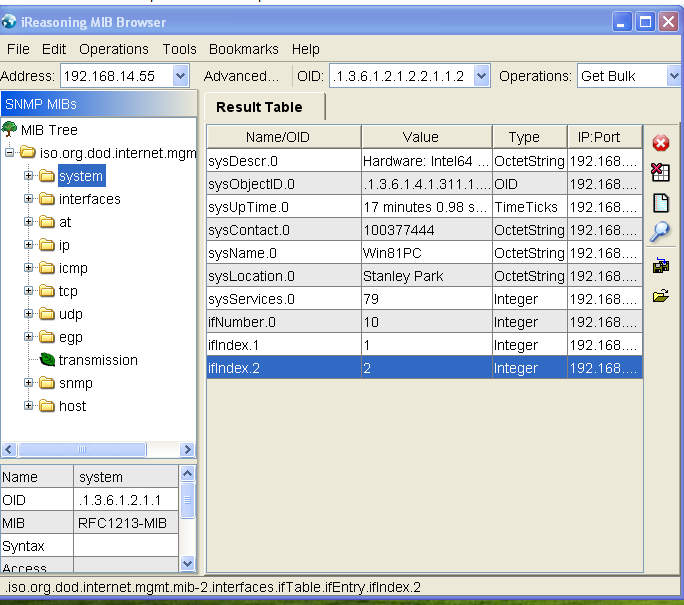 iReasoning MIB Browser
File Edit Operations Tools Bookmarks Help
Address: 192.168.14.55 Advanced... OID: .1.3.6.1.2.1.2.2.1.1.2 Operations: Get Bulk
SNMP MIBs
MIB Tree
iso.org.dod.internet.mgm
system
interfaces
at
ip
icmp
tcp
udp
egp
transmission
snmp
host
Name system
OID .1.3.6.1.2.1.1
MIB RFC1213-MIB
Syntax
Access
Result Table
Name/OID Value Type IP:Port
sysDescr.0 Hardware: Intel64 ... OctetString 192.168....
sysObjectID.0 .1.3.6.1.4.1.311.1.... OID 192.168....
sysUpTime.0 17 minutes 0.98 s... TimeTicks 192.168....
sysContact.0 100377444 OctetString 192.168....
sysName.0 Win81PC OctetString 192.168....
sysLocation.0 Stanley Park OctetString 192.168....
sysServices.0 79 Integer 192.168....
ifNumber.0 10 Integer 192.168....
ifIndex.1 1 Integer 192.168....
ifIndex.2 2 Integer 192.168....
.iso.org.dod.internet.mgmt.mib-2.interfaces.ifTable.ifEntry.ifIndex.2